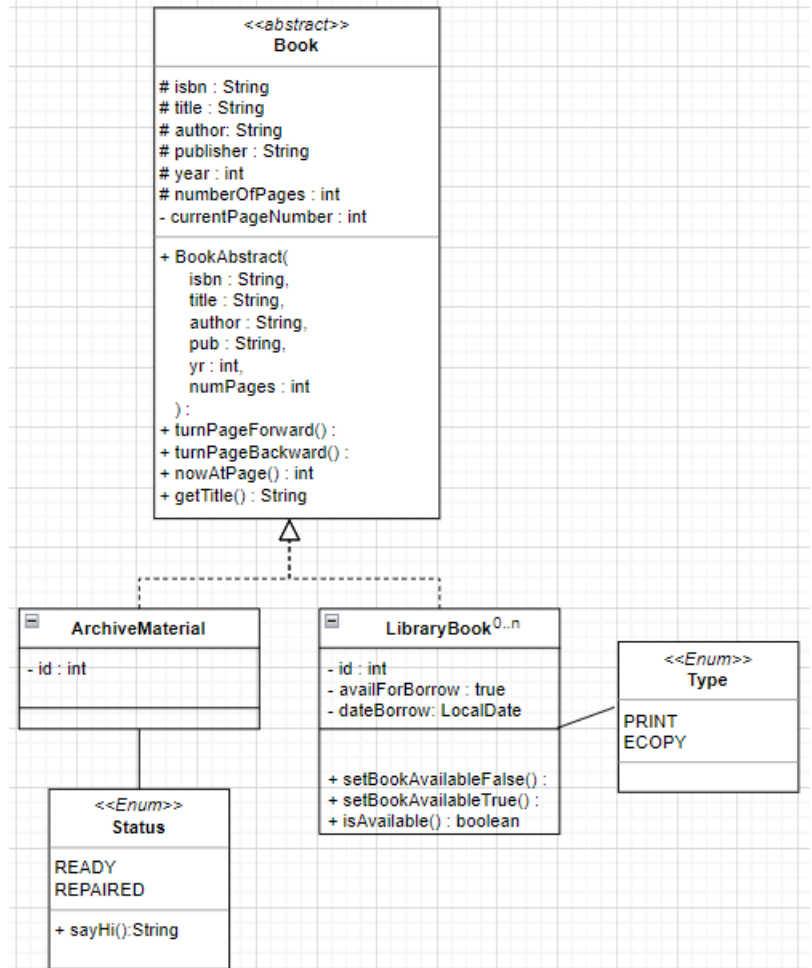 <<abstract>>
Book
# isbn : String
# title : String
# author: String
# publisher : String
# year : int
# numberOfPages : int
- currentPageNumber : int
+ BookAbstract(
isbn : String,
title : String,
author : String,
pub : String,
yr : int,
numPages : int
) :
+ turnPageForward() :
+ turnPageBackward() :
+ nowAtPage() : int
+ getTitle() : String
ArchiveMaterial
- id : int
LibraryBook0..n
- id : int
- availForBorrow : true
- dateBorrow: LocalDate
+ setBookAvailableFalse() :
+ setBookAvailableTrue() :
+ isAvailable() : boolean
<<Enum>>
Type
PRINT
ECOPY
<<Enum>>
Status
READY
REPAIRED
+ sayHi():String